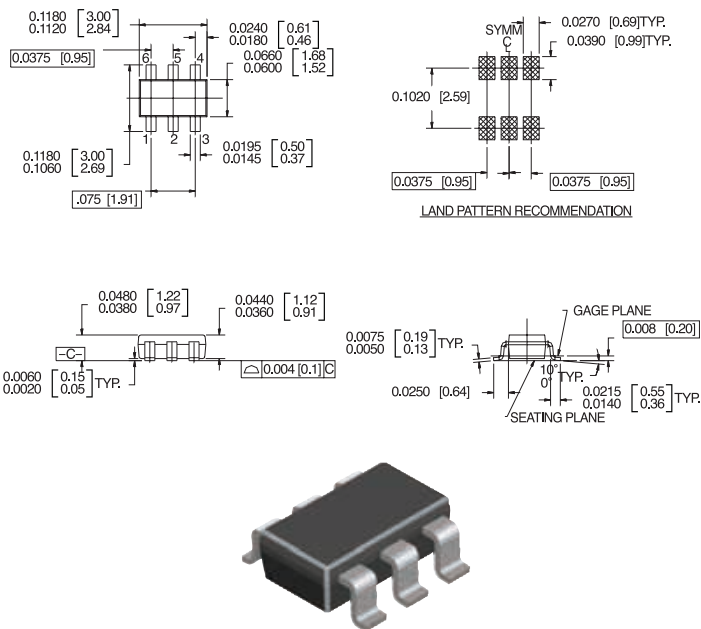 0.1180 [3.00]
0.1120 [2.84]
0.0240 [0.61]
0.0180 [0.46]
0.0375 [0.95]
6 5 4
0.0660 [1.68]
0.0600 [1.52]
1 2 3
0.1180 [3.00]
0.1060 [2.69]
0.0195 [0.50]
0.0145 [0.37]
.075 [1.91]
SYMM
CL
0.0270 [0.69]TYP.
0.0390 [0.99]TYP.
0.1020 [2.59]
0.0375 [0.95]
0.0375 [0.95]
LAND PATTERN RECOMMENDATION
0.0480 [1.22]
0.0380 [0.97]
0.0440 [1.12]
0.0360 [0.91]
-C-
0.0060 [0.15] TYP.
0.0020 [0.05]
⌓ 0.004 [0.1] C
GAGE PLANE
0.008 [0.20]
0.0075 [0.19] TYP.
0.0050 [0.13]
10° TYP.
0°
0.0250 [0.64]
0.0215 [0.55] TYP.
0.0140 [0.36]
SEATING PLANE